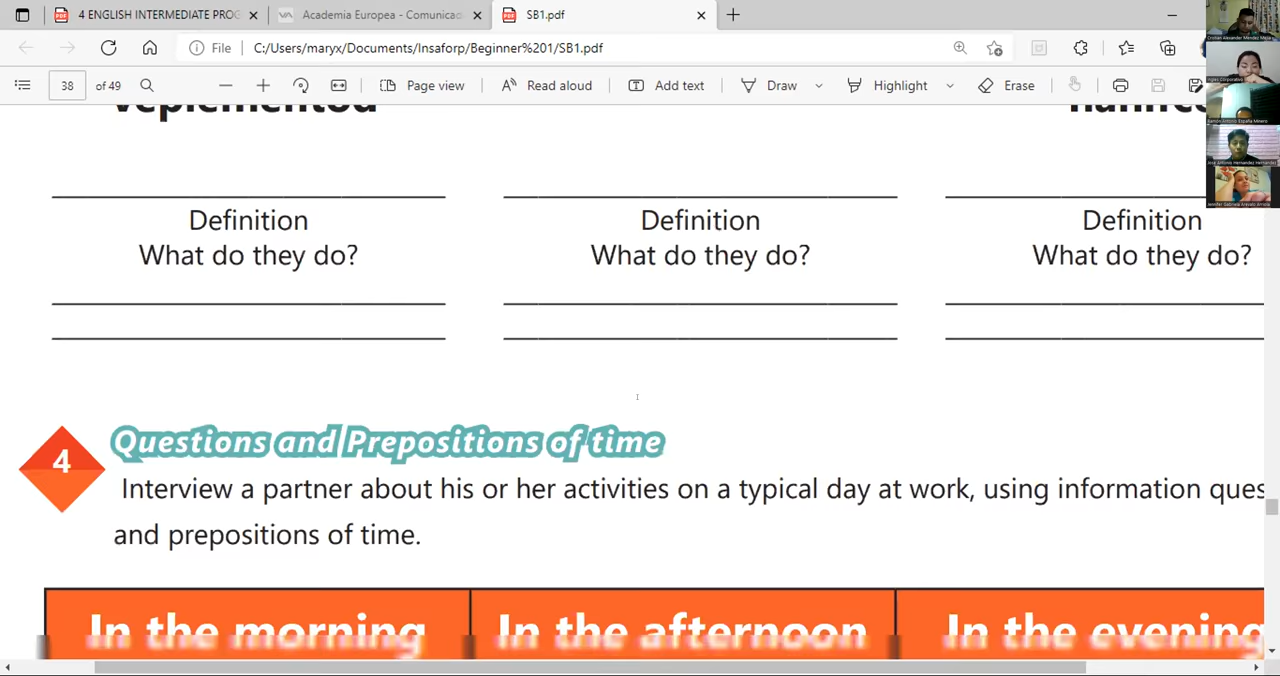 4 ENGLISH INTERMEDIATE PROG
Academia Europea - Comunicac
SB1.pdf
File
C:/Users/maryx/Documents/Insaforp/Beginner%201/SB1.pdf
38 of 49
Page view
Read aloud
Add text
Draw
Highlight
Erase
veplementod
Definition Definition Definition
What do they do? What do they do? What do they do?
4
Questions and Prepositions of time
Interview a partner about his or her activities on a typical day at work, using information ques
and prepositions of time.
In the morning In the afternoon In the evening